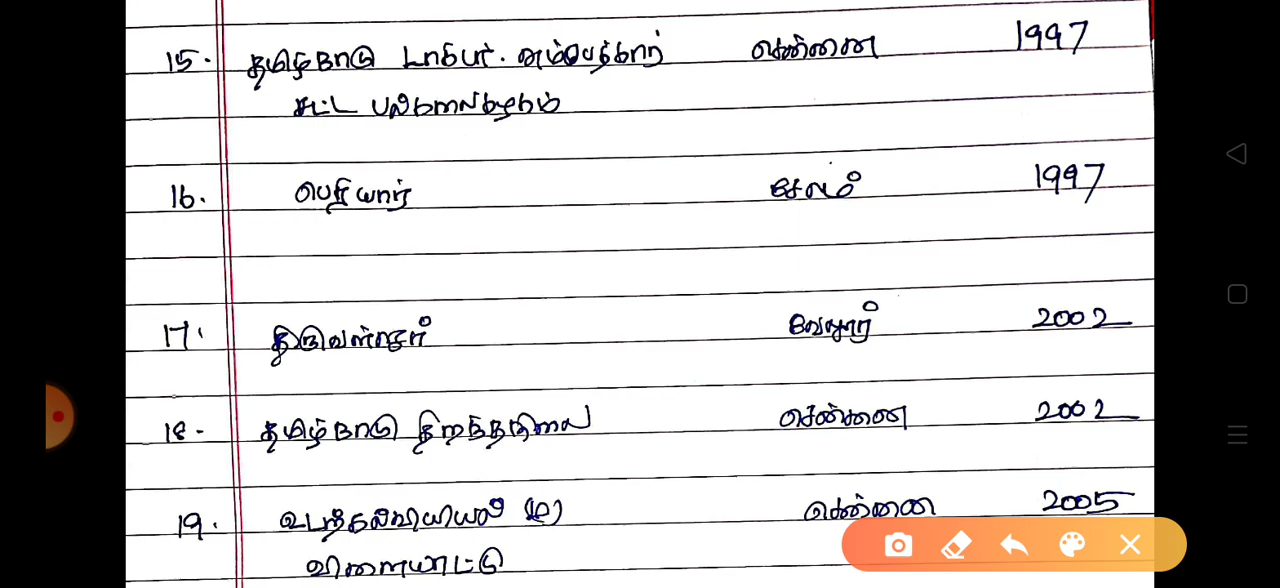 15. தமிழ்நாடு டாக்டர். அம்பேத்கார் சென்னை 1997
சட்ட பல்கலைகழகம்
16. பெரியார் சேலம் 1997
17. திருவள்ளுவர் வேலூர் 2002
18. தமிழ்நாடு திறந்தநிலை சென்னை 2002
19. உடற்கல்வியியல் (ம) சென்னை 2005
விளையாட்டு